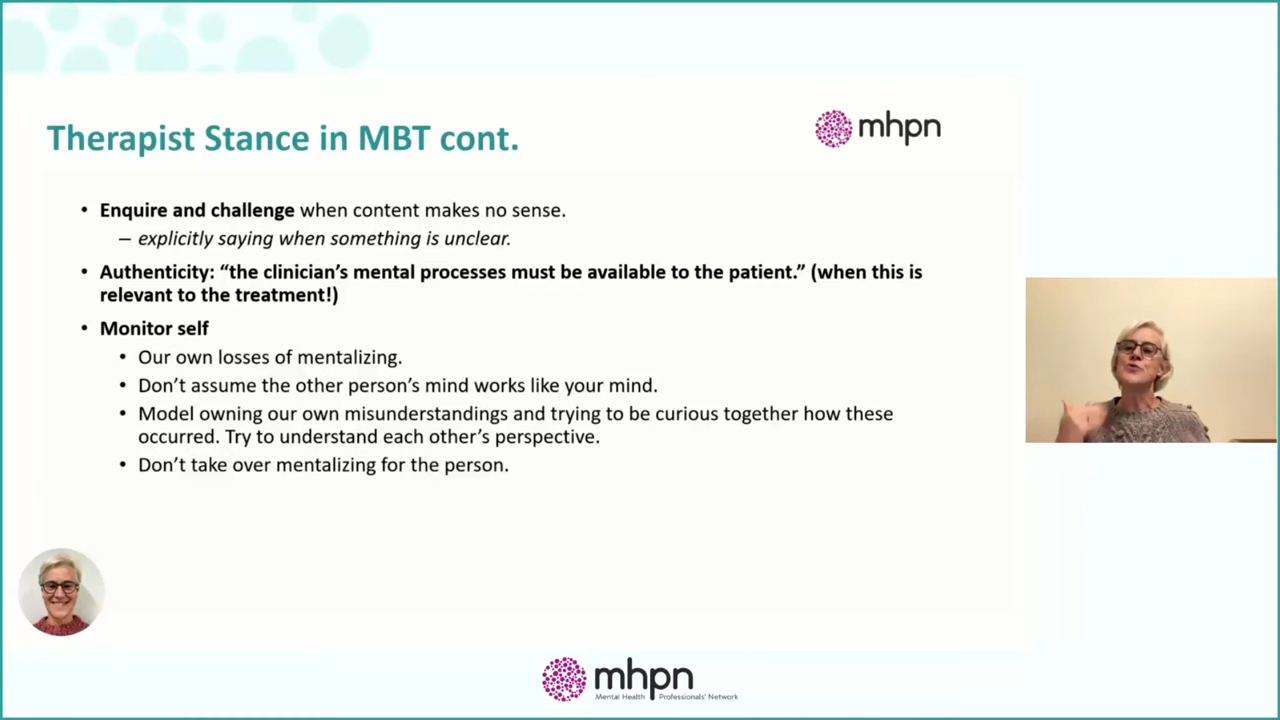 Therapist Stance in MBT cont.
mhpn
• Enquire and challenge when content makes no sense.
– explicitly saying when something is unclear.
• Authenticity: “the clinician’s mental processes must be available to the patient.” (when this is
relevant to the treatment!)
• Monitor self
• Our own losses of mentalizing.
• Don’t assume the other person’s mind works like your mind.
• Model owning our own misunderstandings and trying to be curious together how these
occurred. Try to understand each other’s perspective.
• Don’t take over mentalizing for the person.
mhpn
Mental Health Professionals’ Network